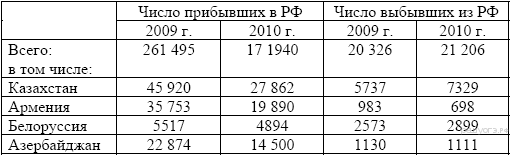 Число прибывших в РФ Число выбывших из РФ
2009 г. 2010 г. 2009 г. 2010 г.
Всего: 261 495 17 1940 20 326 21 206
в том числе:
Казахстан 45 920 27 862 5737 7329
Армения 35 753 19 890 983 698
Белоруссия 5517 4894 2573 2899
Азербайджан 22 874 14 500 1130 1111